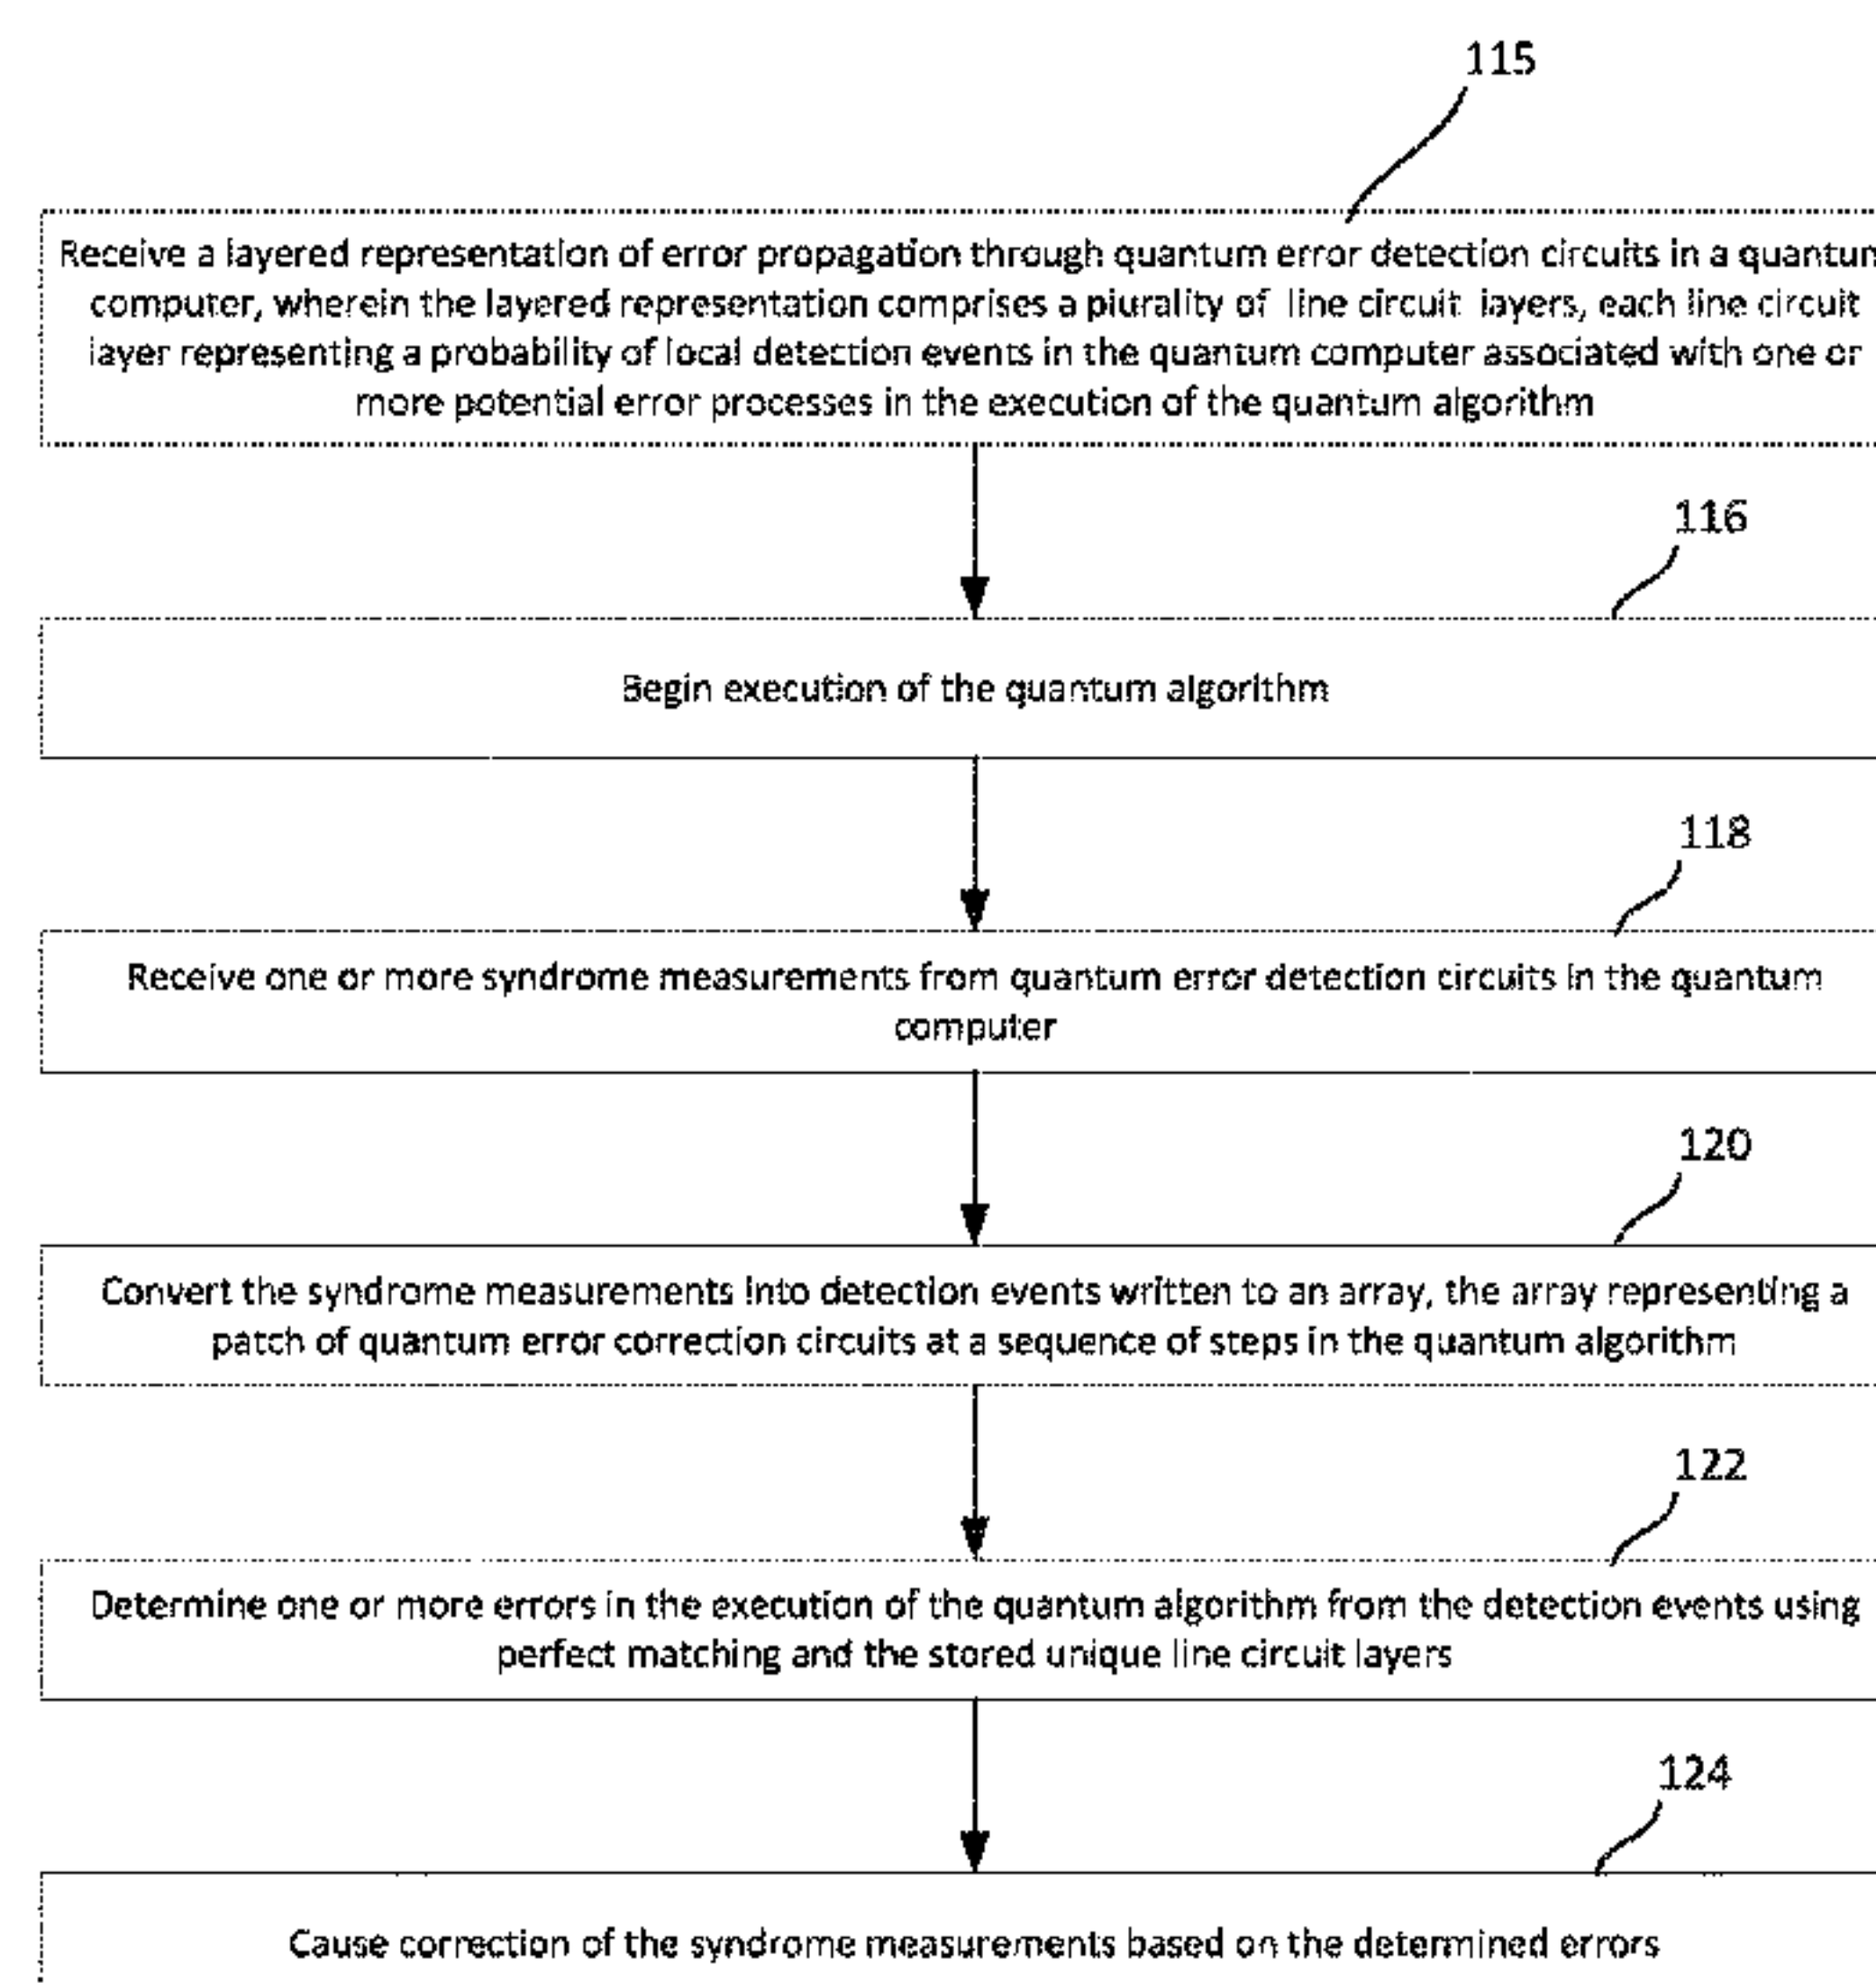 115
Receive a layered representation of error propagation through quantum error detection circuits in a quantum
computer, wherein the layered representation comprises a plurality of line circuit layers, each line circuit
layer representing a probability of local detection events in the quantum computer associated with one or
more potential error processes in the execution of the quantum algorithm
116
Begin execution of the quantum algorithm
118
Receive one or more syndrome measurements from quantum error detection circuits in the quantum
computer
120
Convert the syndrome measurements into detection events written to an array, the array representing a
patch of quantum error correction circuits at a sequence of steps in the quantum algorithm
122
Determine one or more errors in the execution of the quantum algorithm from the detection events using
perfect matching and the stored unique line circuit layers
124
Cause correction of the syndrome measurements based on the determined errors